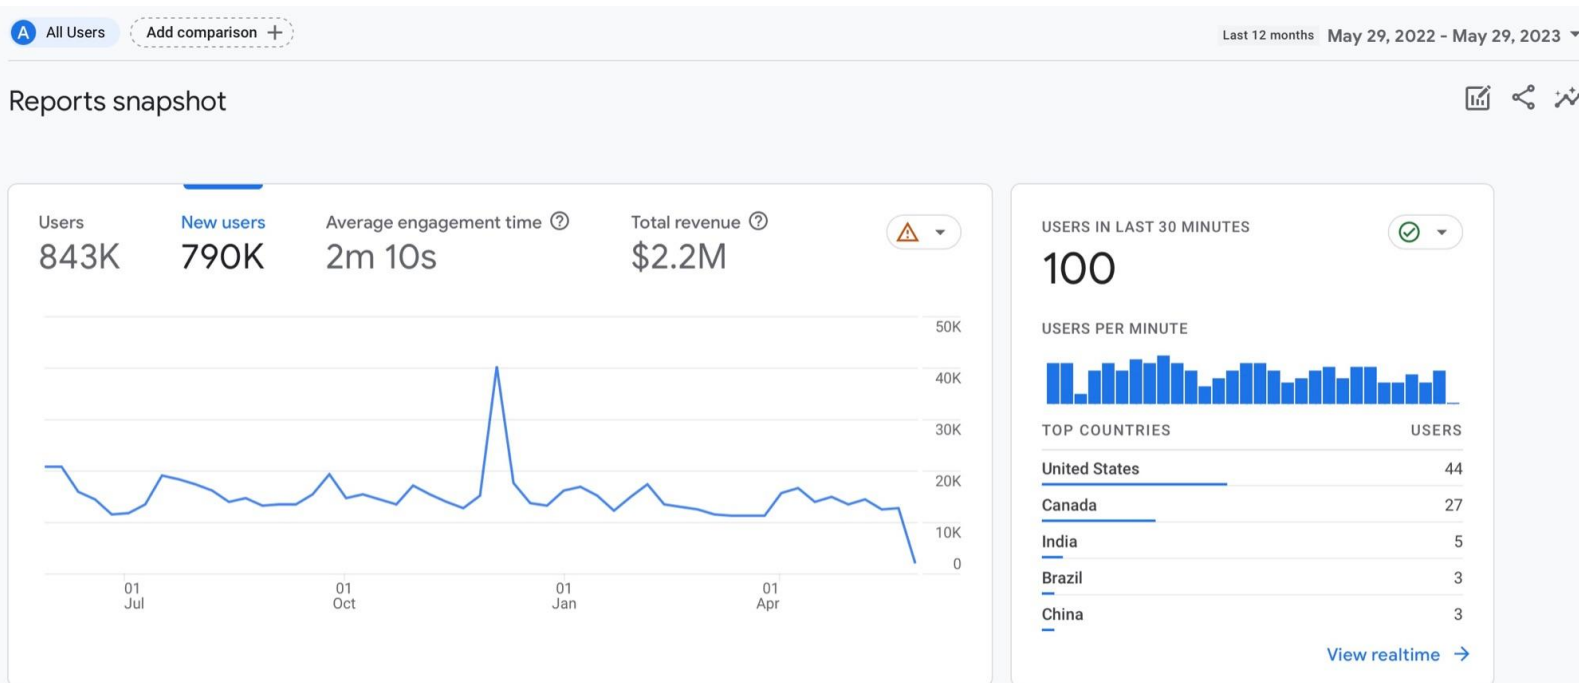 A All Users Add comparison +
Last 12 months May 29, 2022 - May 29, 2023
Reports snapshot
Users New users Average engagement time Total revenue
843K 790K 2m 10s $2.2M
50K
40K
30K
20K
10K
0
01 01 01 01
Jul Oct Jan Apr
USERS IN LAST 30 MINUTES
100
USERS PER MINUTE
TOP COUNTRIES USERS
United States 44
Canada 27
India 5
Brazil 3
China 3
View realtime